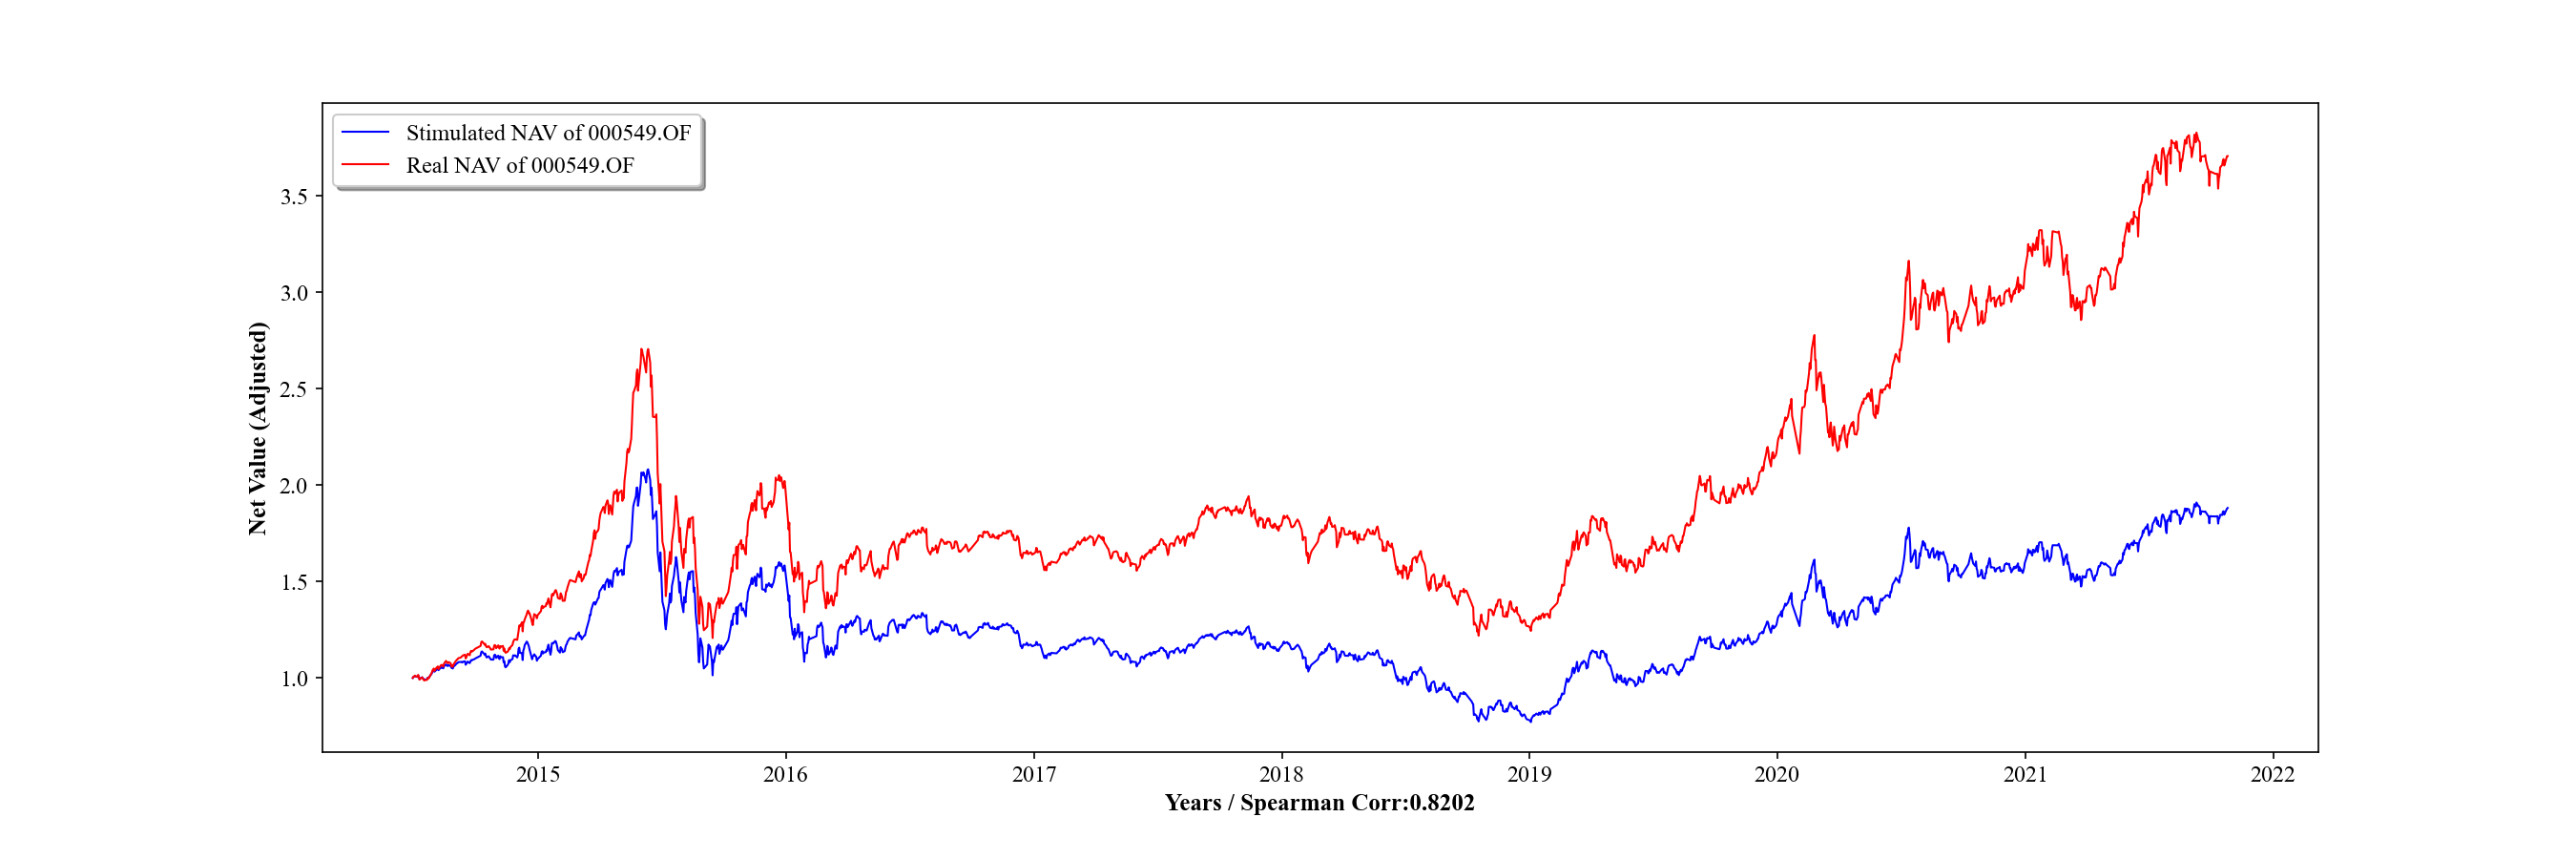 Stimulated NAV of 000549.OF
Real NAV of 000549.OF
3.5
3.0
2.5
2.0
1.5
1.0
Net Value (Adjusted)
2015 2016 2017 2018 2019 2020 2021 2022
Years / Spearman Corr:0.8202